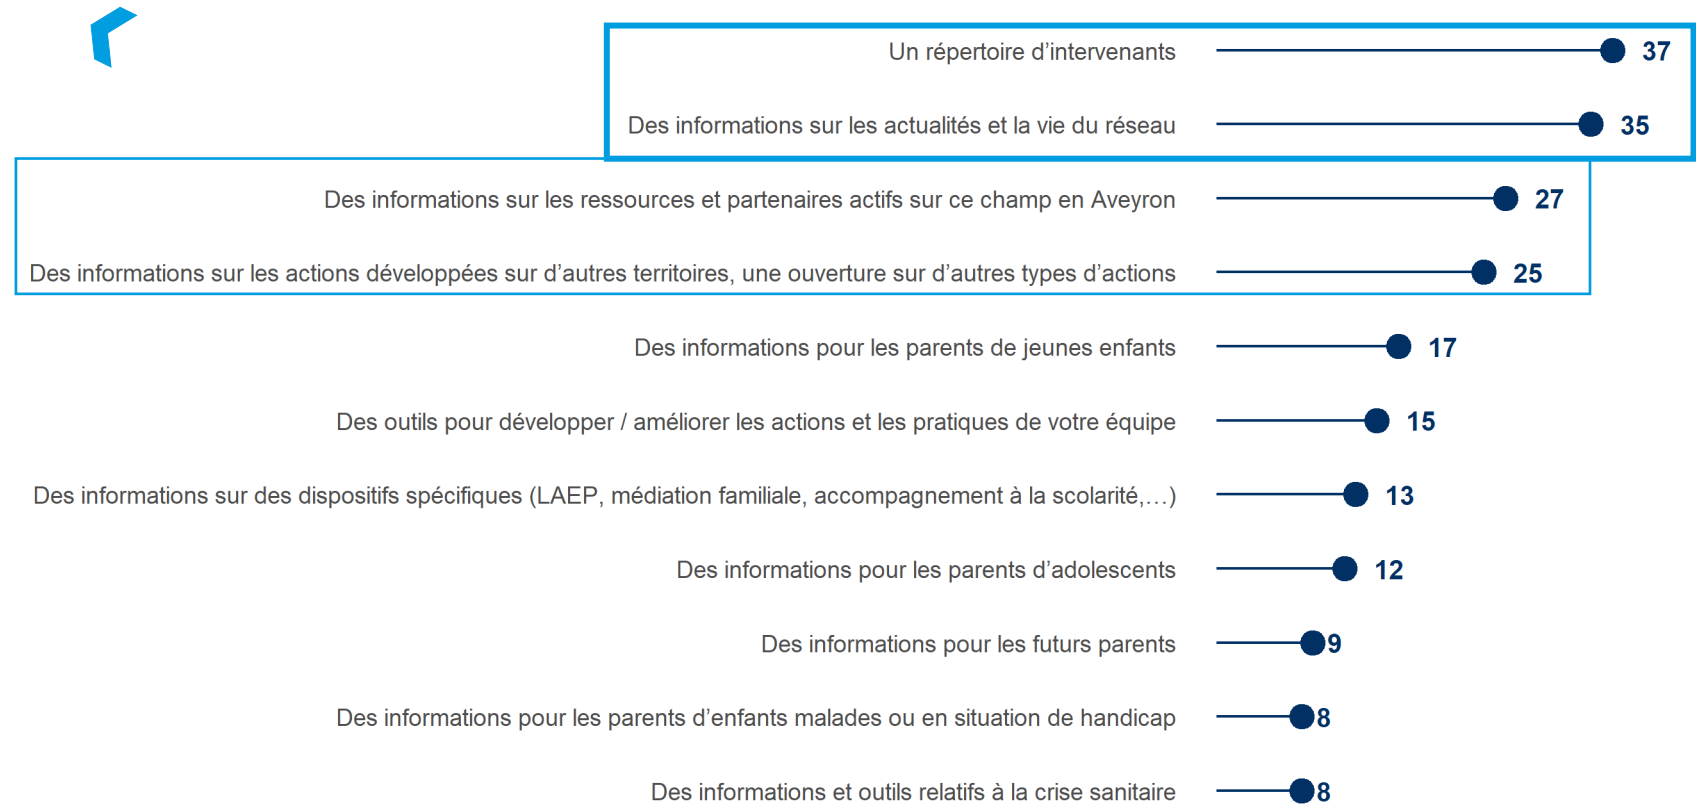 Un répertoire d’intervenants 37
Des informations sur les actualités et la vie du réseau 35
Des informations sur les ressources et partenaires actifs sur ce champ en Aveyron 27
Des informations sur les actions développées sur d’autres territoires, une ouverture sur d’autres types d’actions 25
Des informations pour les parents de jeunes enfants 17
Des outils pour développer / améliorer les actions et les pratiques de votre équipe 15
Des informations sur des dispositifs spécifiques (LAEP, médiation familiale, accompagnement à la scolarité,…) 13
Des informations pour les parents d’adolescents 12
Des informations pour les futurs parents 9
Des informations pour les parents d’enfants malades ou en situation de handicap 8
Des informations et outils relatifs à la crise sanitaire 8